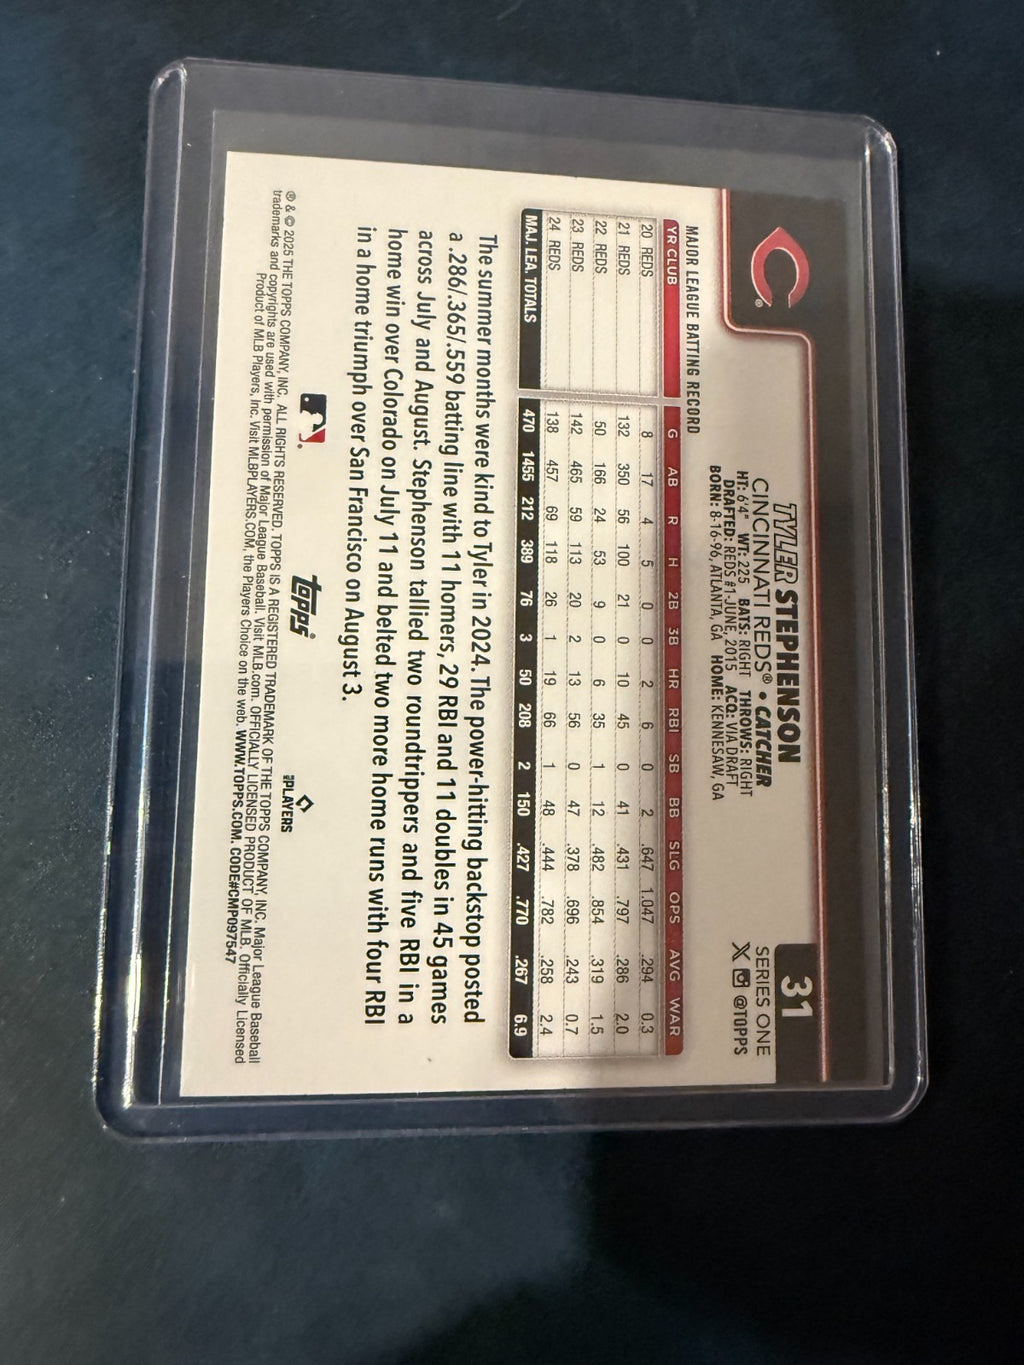 31
SERIES ONE
@TOPPS
TYLER STEPHENSON
CINCINNATI REDS® • CATCHER
HT: 6'4" WT: 225 BATS: RIGHT THROWS: RIGHT
DRAFTED: REDS #1-JUNE, 2015 ACQ: VIA DRAFT
BORN: 8-16-96, ATLANTA, GA HOME: KENNESAW, GA
C
®
MAJOR LEAGUE BATTING RECORD
YR CLUB G AB R H 2B 3B HR RBI SB BB SLG OPS AVG WAR
20 REDS 8 17 4 5 0 0 2 6 0 2 .647 1.047 .294 0.3
21 REDS 132 350 56 100 21 0 10 45 0 41 .431 .797 .286 2.0
22 REDS 50 166 24 53 9 0 6 35 1 12 .482 .854 .319 1.5
23 REDS 142 465 59 113 20 2 13 56 0 47 .378 .696 .243 0.7
24 REDS 138 457 69 118 26 1 19 66 1 48 .444 .782 .258 2.4
MAJ. LEA. TOTALS 470 1455 212 389 76 3 50 208 2 150 .427 .770 .267 6.9
The summer months were kind to Tyler in 2024. The power-hitting backstop posted
a .286/.365/.559 batting line with 11 homers, 29 RBI and 11 doubles in 45 games
across July and August. Stephenson tallied two roundtrippers and five RBI in a
home win over Colorado on July 11 and belted two more home runs with four RBI
in a home triumph over San Francisco on August 3.
topps®
PLAYERS
® & © 2025 THE TOPPS COMPANY, INC. ALL RIGHTS RESERVED. TOPPS IS A REGISTERED TRADEMARK OF THE TOPPS COMPANY, INC. Major League Baseball
trademarks and copyrights are used with permission of Major League Baseball. Visit MLB.com. OFFICIALLY LICENSED PRODUCT OF MLB. Officially Licensed
Product of MLB Players, Inc. Visit MLBPLAYERS.COM, the Players Choice on the web. WWW.TOPPS.COM. CODE#CMP097547